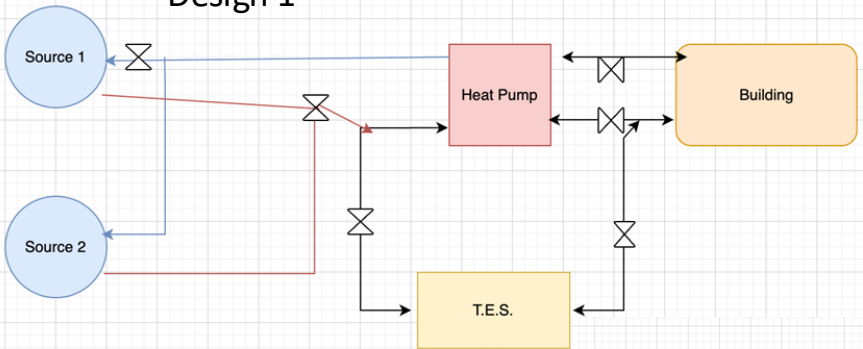 Design 1
Source 1
Heat Pump
Building
Source 2
T.E.S.